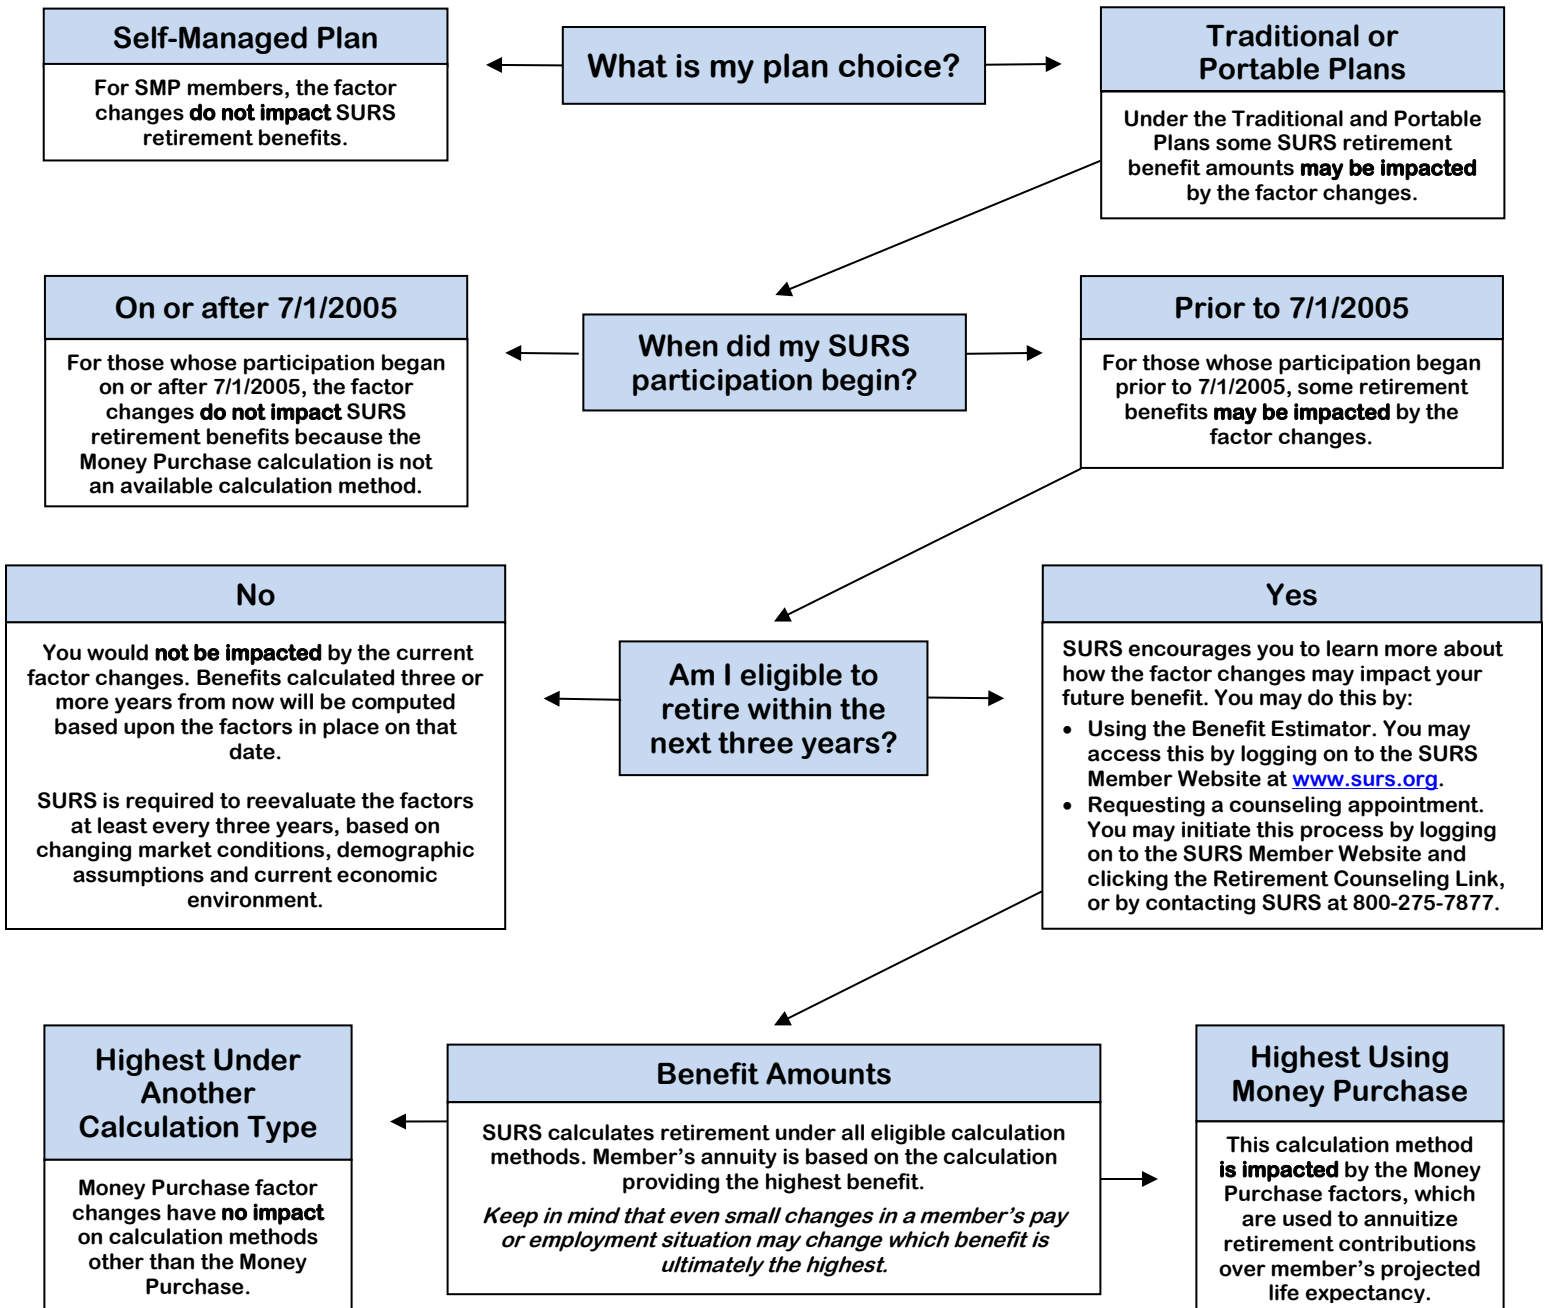 Self-Managed Plan
For SMP members, the factor
changes do not impact SURS
retirement benefits.
What is my plan choice?
Traditional or
Portable Plans
Under the Traditional and Portable
Plans some SURS retirement
benefit amounts may be impacted
by the factor changes.
On or after 7/1/2005
For those whose participation began
on or after 7/1/2005, the factor
changes do not impact SURS
retirement benefits because the
Money Purchase calculation is not
an available calculation method.
When did my SURS
participation begin?
Prior to 7/1/2005
For those whose participation began
prior to 7/1/2005, some retirement
benefits may be impacted by the
factor changes.
No
You would not be impacted by the current
factor changes. Benefits calculated three or
more years from now will be computed
based upon the factors in place on that
date.
SURS is required to reevaluate the factors
at least every three years, based on
changing market conditions, demographic
assumptions and current economic
environment.
Am I eligible to
retire within the
next three years?
Yes
SURS encourages you to learn more about
how the factor changes may impact your
future benefit. You may do this by:
• Using the Benefit Estimator. You may
access this by logging on to the SURS
Member Website at www.surs.org.
• Requesting a counseling appointment.
You may initiate this process by logging
on to the SURS Member Website and
clicking the Retirement Counseling Link,
or by contacting SURS at 800-275-7877.
Highest Under
Another
Calculation Type
Money Purchase factor
changes have no impact
on calculation methods
other than the Money
Purchase.
Benefit Amounts
SURS calculates retirement under all eligible calculation
methods. Member's annuity is based on the calculation
providing the highest benefit.
Keep in mind that even small changes in a member's pay
or employment situation may change which benefit is
ultimately the highest.
Highest Using
Money Purchase
This calculation method
is impacted by the Money
Purchase factors, which
are used to annuitize
retirement contributions
over member's projected
life expectancy.